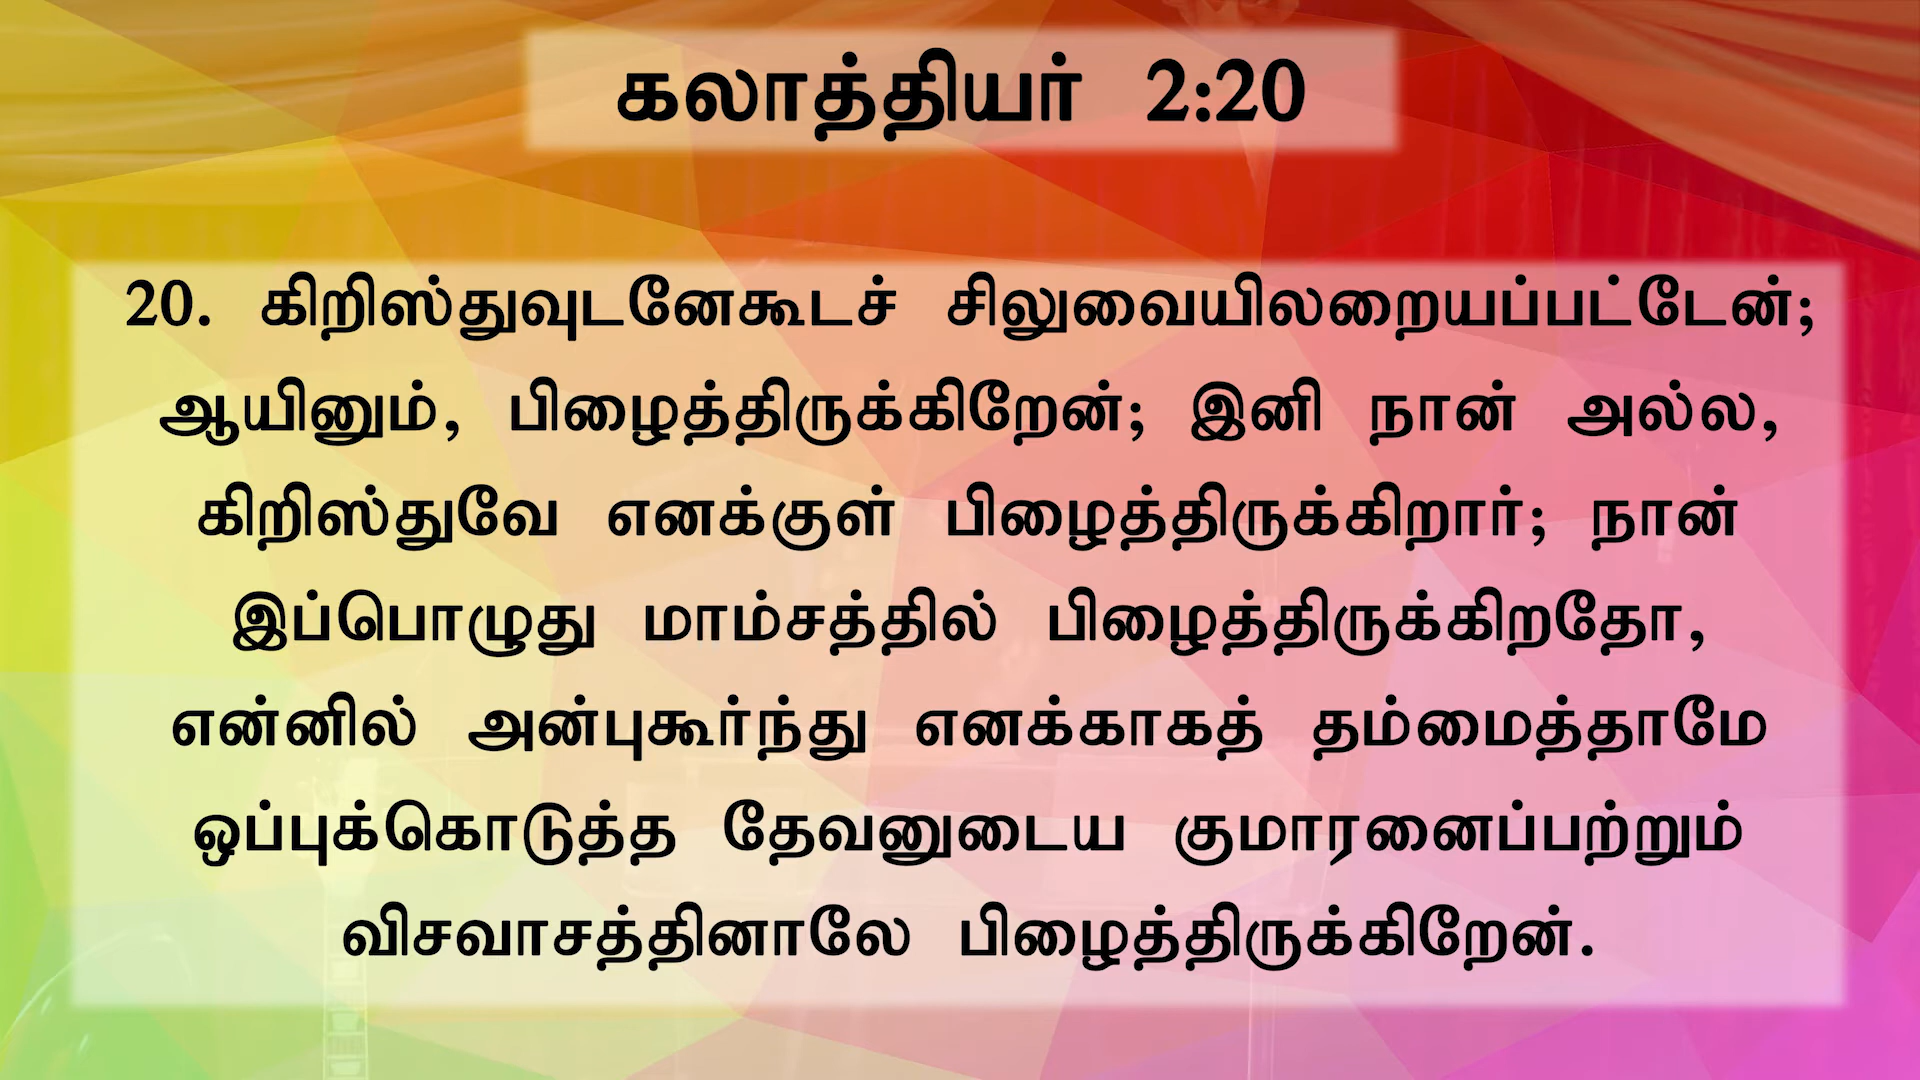 கலாத்தியர் 2:20
20. கிறிஸ்துவுடனேகூடச் சிலுவையிலறையப்பட்டேன்;
ஆயினும், பிழைத்திருக்கிறேன்; இனி நான் அல்ல,
கிறிஸ்துவே எனக்குள் பிழைத்திருக்கிறார்; நான்
இப்பொழுது மாம்சத்தில் பிழைத்திருக்கிறதோ,
என்னில் அன்புகூர்ந்து எனக்காகத் தம்மைத்தாமே
ஒப்புக்கொடுத்த தேவனுடைய குமாரனைப்பற்றும்
விசவாசத்தினாலே பிழைத்திருக்கிறேன்.